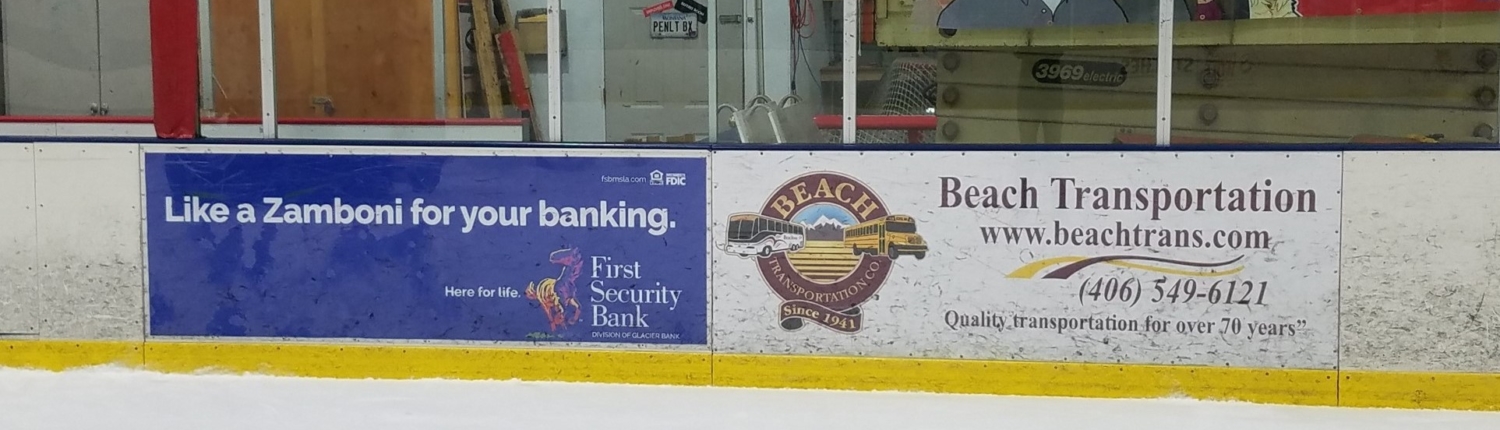 PENLT BX
3969 electric
fsbmsla.com
FDIC
Like a Zamboni for your banking.
Here for life.
First
Security
Bank
DIVISION OF GLACIER BANK
BEACH
TRANSPORTATION CO.
Since 1941
Beach Transportation
www.beachtrans.com
(406) 549-6121
Quality transportation for over 70 years”